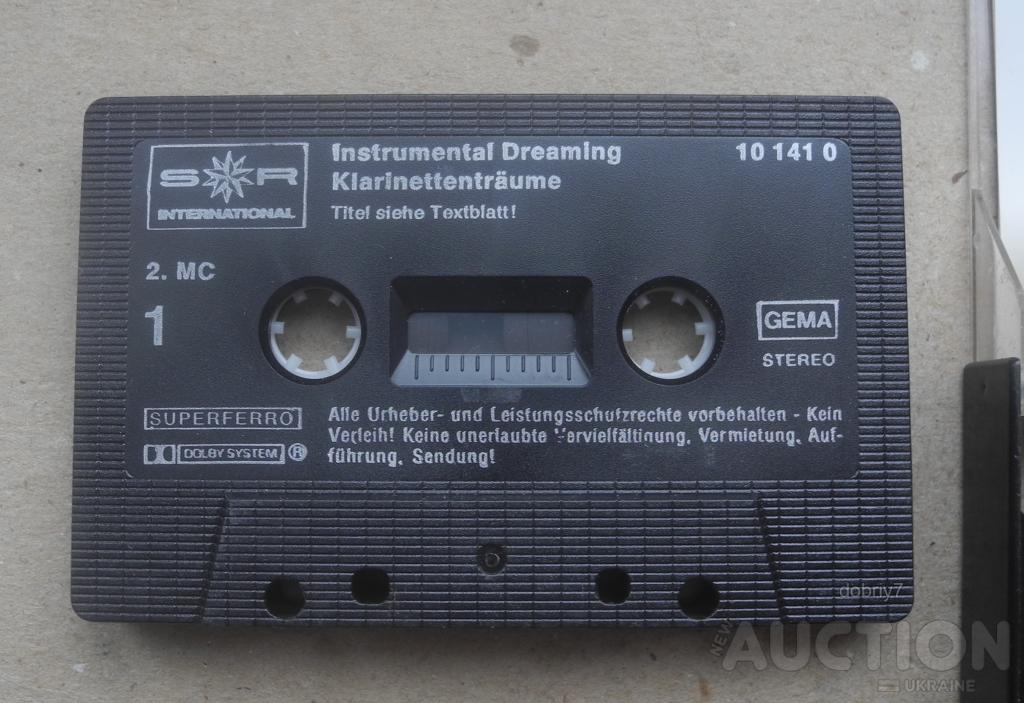 S R
INTERNATIONAL
Instrumental Dreaming
Klarinettenträume
Titel siehe Textblatt!
10 141 0
2. MC
1
GEMA
STEREO
SUPERFERRO
DOLBY SYSTEM ®
Alle Urheber- und Leistungsschutzrechte vorbehalten - Kein
Verleih! Keine unerlaubte Vervielfältigung, Vermietung, Auf-
führung, Sendung!
dobriy7
NEW AUCTION
UKRAINE